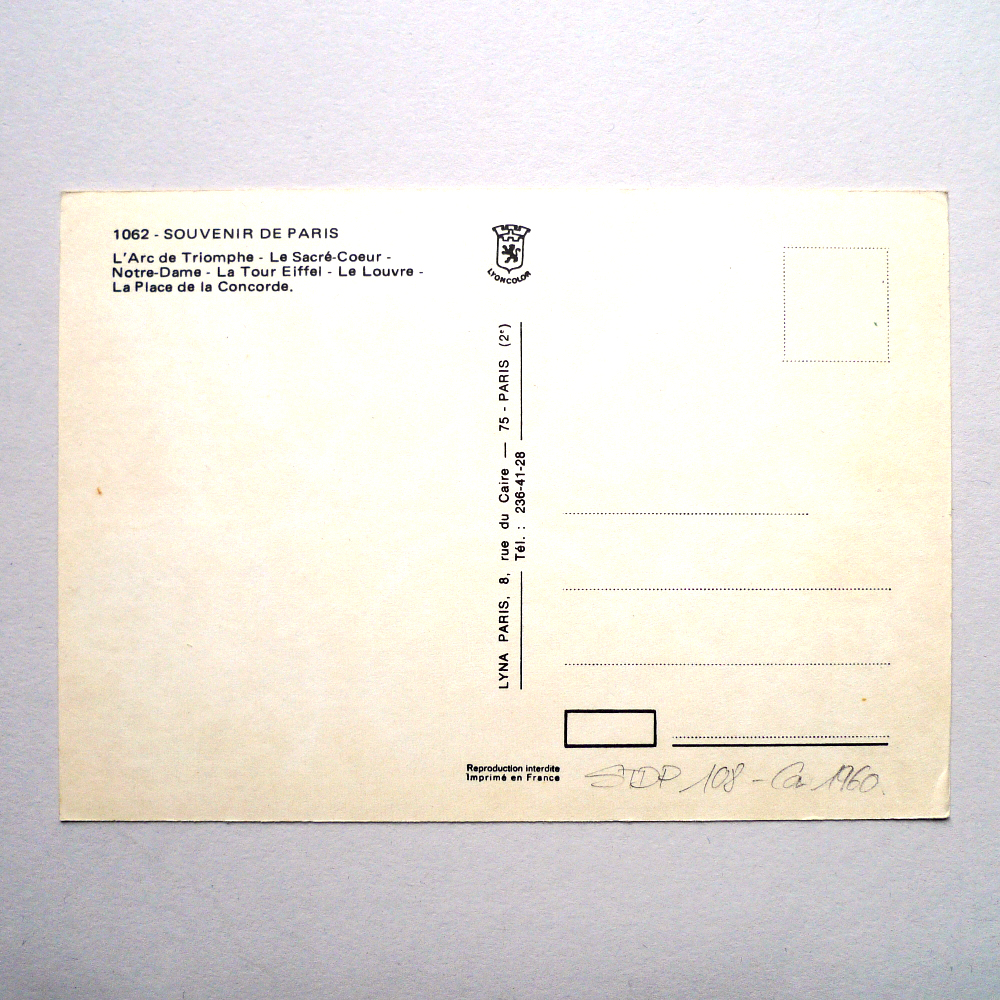 1062 - SOUVENIR DE PARIS
L'Arc de Triomphe - Le Sacré-Coeur -
Notre-Dame - La Tour Eiffel - Le Louvre -
La Place de la Concorde.
LYONCOLOR
LYNA PARIS, 8, rue du Caire — 75 - PARIS (2e)
Tél. : 236-41-28
Reproduction interdite
Imprimé en France
STDP 108 - Ca 1960.